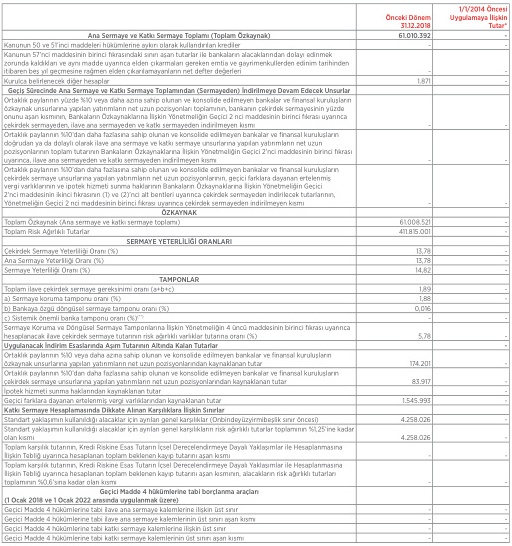 1/1/2014 Öncesi
Önceki Dönem
Uygulamaya İlişkin
31.12.2018
Tutar*
Ana Sermaye ve Katkı Sermaye Toplamı (Toplam Özkaynak) 61.010.392 -
Kanunun 50 ve 51'inci maddeleri hükümlerine aykırı olarak kullandırılan krediler - -
Kanunun 57'nci maddesinin birinci fıkrasındaki sınırı aşan tutarlar ile bankaların alacaklarından dolayı edinmek
zorunda kaldıkları ve aynı madde uyarınca elden çıkarmaları gereken emtia ve gayrimenkullerden edinim tarihinden
itibaren beş yıl geçmesine rağmen elden çıkarılamayanların net defter değerleri - -
Kurulca belirlenecek diğer hesaplar 1.871 -
Geçiş Sürecinde Ana Sermaye ve Katkı Sermaye Toplamından (Sermayeden) İndirilmeye Devam Edecek Unsurlar
Ortaklık paylarının yüzde 10 veya daha azına sahip olunan ve konsolide edilmeyen bankalar ve finansal kuruluşların
özkaynak unsurlarına yapılan yatırımların net uzun pozisyonları toplamının, bankanın çekirdek sermayesinin yüzde
onunu aşan kısmının, Bankaların Özkaynaklarına İlişkin Yönetmeliğin Geçici 2 nci maddesinin birinci fıkrası uyarınca
çekirdek sermayeden, ilave ana sermayeden ve katkı sermayeden indirilmeyen kısmı - -
Ortaklık paylarının %10'dan daha fazlasına sahip olunan ve konsolide edilmeyen bankalar ve finansal kuruluşların
doğrudan ya da dolaylı olarak ilave ana sermaye ve katkı sermaye unsurlarına yapılan yatırımların net uzun
pozisyonlarının toplam tutarının Bankaların Özkaynaklarına İlişkin Yönetmeliğin Geçici 2'nci maddesinin birinci fıkrası
uyarınca, ilave ana sermayeden ve katkı sermayeden indirilmeyen kısmı - -
Ortaklık paylarının %10'dan daha fazlasına sahip olunan ve konsolide edilmeyen bankalar ve finansal kuruluşların
çekirdek sermaye unsurlarına yapılan yatırımların net uzun pozisyonlarının, geçici farklara dayanan ertelenmiş
vergi varlıklarının ve ipotek hizmeti sunma haklarının Bankaların Özkaynaklarına İlişkin Yönetmeliğin Geçici
2'nci maddesinin ikinci fıkrasının (1) ve (2)'nci alt bentleri uyarınca çekirdek sermayeden indirilecek tutarlarının,
Yönetmeliğin Geçici 2 nci maddesinin birinci fıkrası uyarınca çekirdek sermayeden indirilmeyen kısmı - -
ÖZKAYNAK
Toplam Özkaynak (Ana sermaye ve katkı sermaye toplamı) 61.008.521 -
Toplam Risk Ağırlıklı Tutarlar 411.815.001 -
SERMAYE YETERLİLİĞİ ORANLARI
Çekirdek Sermaye Yeterliliği Oranı (%) 13,78 -
Ana Sermaye Yeterliliği Oranı (%) 13,78 -
Sermaye Yeterliliği Oranı (%) 14,82 -
TAMPONLAR
Toplam ilave çekirdek sermaye gereksinimi oranı (a+b+c) 1,89 -
a) Sermaye koruma tamponu oranı (%) 1,88 -
b) Bankaya özgü döngüsel sermaye tamponu oranı (%) 0,016 -
c) Sistemik önemli banka tamponu oranı (%)(**) - -
Sermaye Koruma ve Döngüsel Sermaye Tamponlarına İlişkin Yönetmeliğin 4 üncü maddesinin birinci fıkrası uyarınca
hesaplanacak ilave çekirdek sermaye tutarının risk ağırlıklı varlıklar tutarına oranı (%) 5,78 -
Uygulanacak İndirim Esaslarında Aşım Tutarının Altında Kalan Tutarlar - -
Ortaklık paylarının %10 veya daha azına sahip olunan ve konsolide edilmeyen bankalar ve finansal kuruluşların
özkaynak unsurlarına yapılan yatırımların net uzun pozisyonlarından kaynaklanan tutar 174.201 -
Ortaklık paylarının %10'dan daha fazlasına sahip olunan ve konsolide edilmeyen bankalar ve finansal kuruluşların
çekirdek sermaye unsurlarına yapılan yatırımların net uzun pozisyonlarından kaynaklanan tutar 83.917 -
İpotek hizmeti sunma haklarından kaynaklanan tutar - -
Geçici farklara dayanan ertelenmiş vergi varlıklarından kaynaklanan tutar 1.545.993 -
Katkı Sermaye Hesaplamasında Dikkate Alınan Karşılıklara İlişkin Sınırlar
Standart yaklaşımın kullanıldığı alacaklar için ayrılan genel karşılıklar (Onbindeyüzyirmibeşlik sınır öncesi) 4.258.026 -
Standart yaklaşımın kullanıldığı alacaklar için ayrılan genel karşılıkların risk ağırlıklı tutarlar toplamının %1,25'ine kadar
olan kısmı 4.258.026 -
Toplam karşılık tutarının, Kredi Riskine Esas Tutarın İçsel Derecelendirmeye Dayalı Yaklaşımlar ile Hesaplanmasına
İlişkin Tebliğ uyarınca hesaplanan toplam beklenen kayıp tutarını aşan kısmı - -
Toplam karşılık tutarının, Kredi Riskine Esas Tutarın İçsel Derecelendirmeye Dayalı Yaklaşımlar ile Hesaplanmasına
İlişkin Tebliğ uyarınca hesaplanan toplam beklenen kayıp tutarını aşan kısmının, alacakların risk ağırlıklı tutarları
toplamının %0,6'sına kadar olan kısmı - -
Geçici Madde 4 hükümlerine tabi borçlanma araçları
(1 Ocak 2018 ve 1 Ocak 2022 arasında uygulanmak üzere)
Geçici Madde 4 hükümlerine tabi ilave ana sermaye kalemlerine ilişkin üst sınır - -
Geçici Madde 4 hükümlerine tabi ilave ana sermaye kalemlerinin üst sınırı aşan kısmı - -
Geçici Madde 4 hükümlerine tabi katkı sermaye kalemlerine ilişkin üst sınır - -
Geçici Madde 4 hükümlerine tabi katkı sermaye kalemlerinin üst sınırı aşan kısmı - -